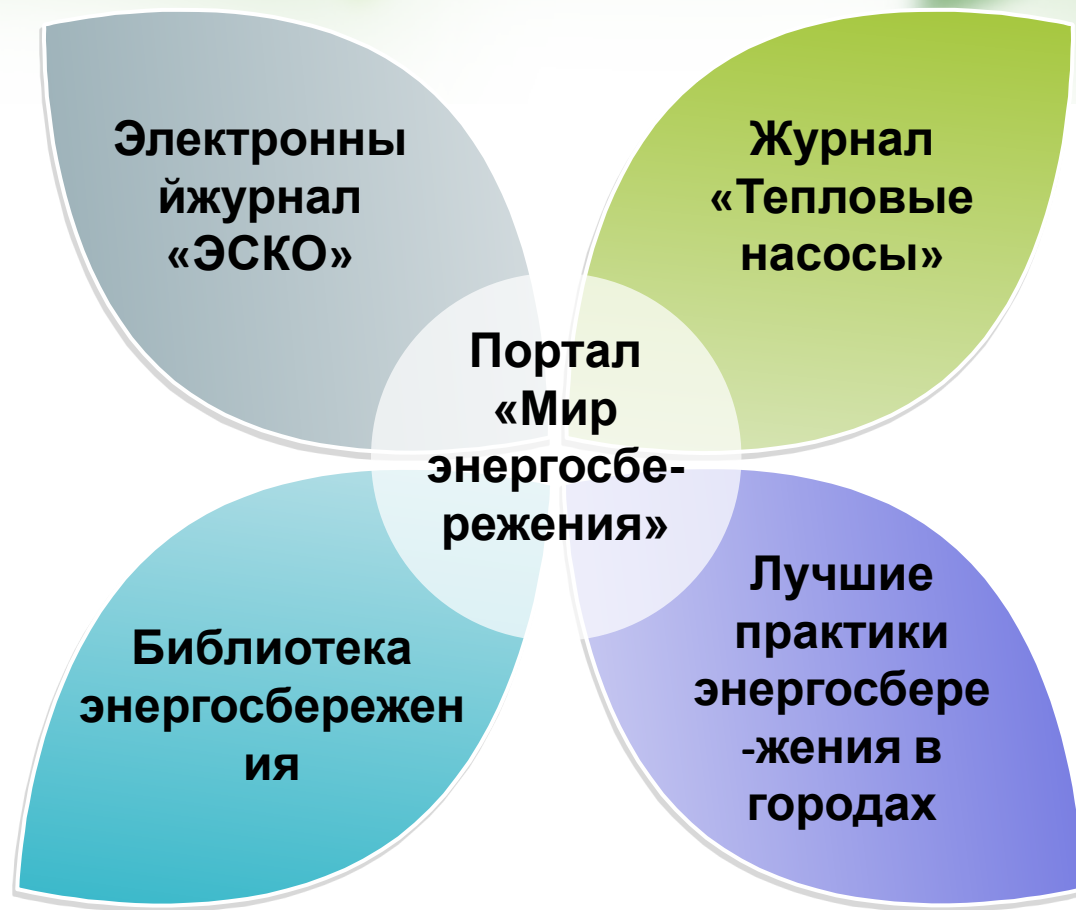 Электронны
йжурнал
«ЭСКО»
Журнал
«Тепловые
насосы»
Портал
«Мир
энергосбе-
режения»
Библиотека
энергосбережен
ия
Лучшие
практики
энергосбере
-жения в
городах